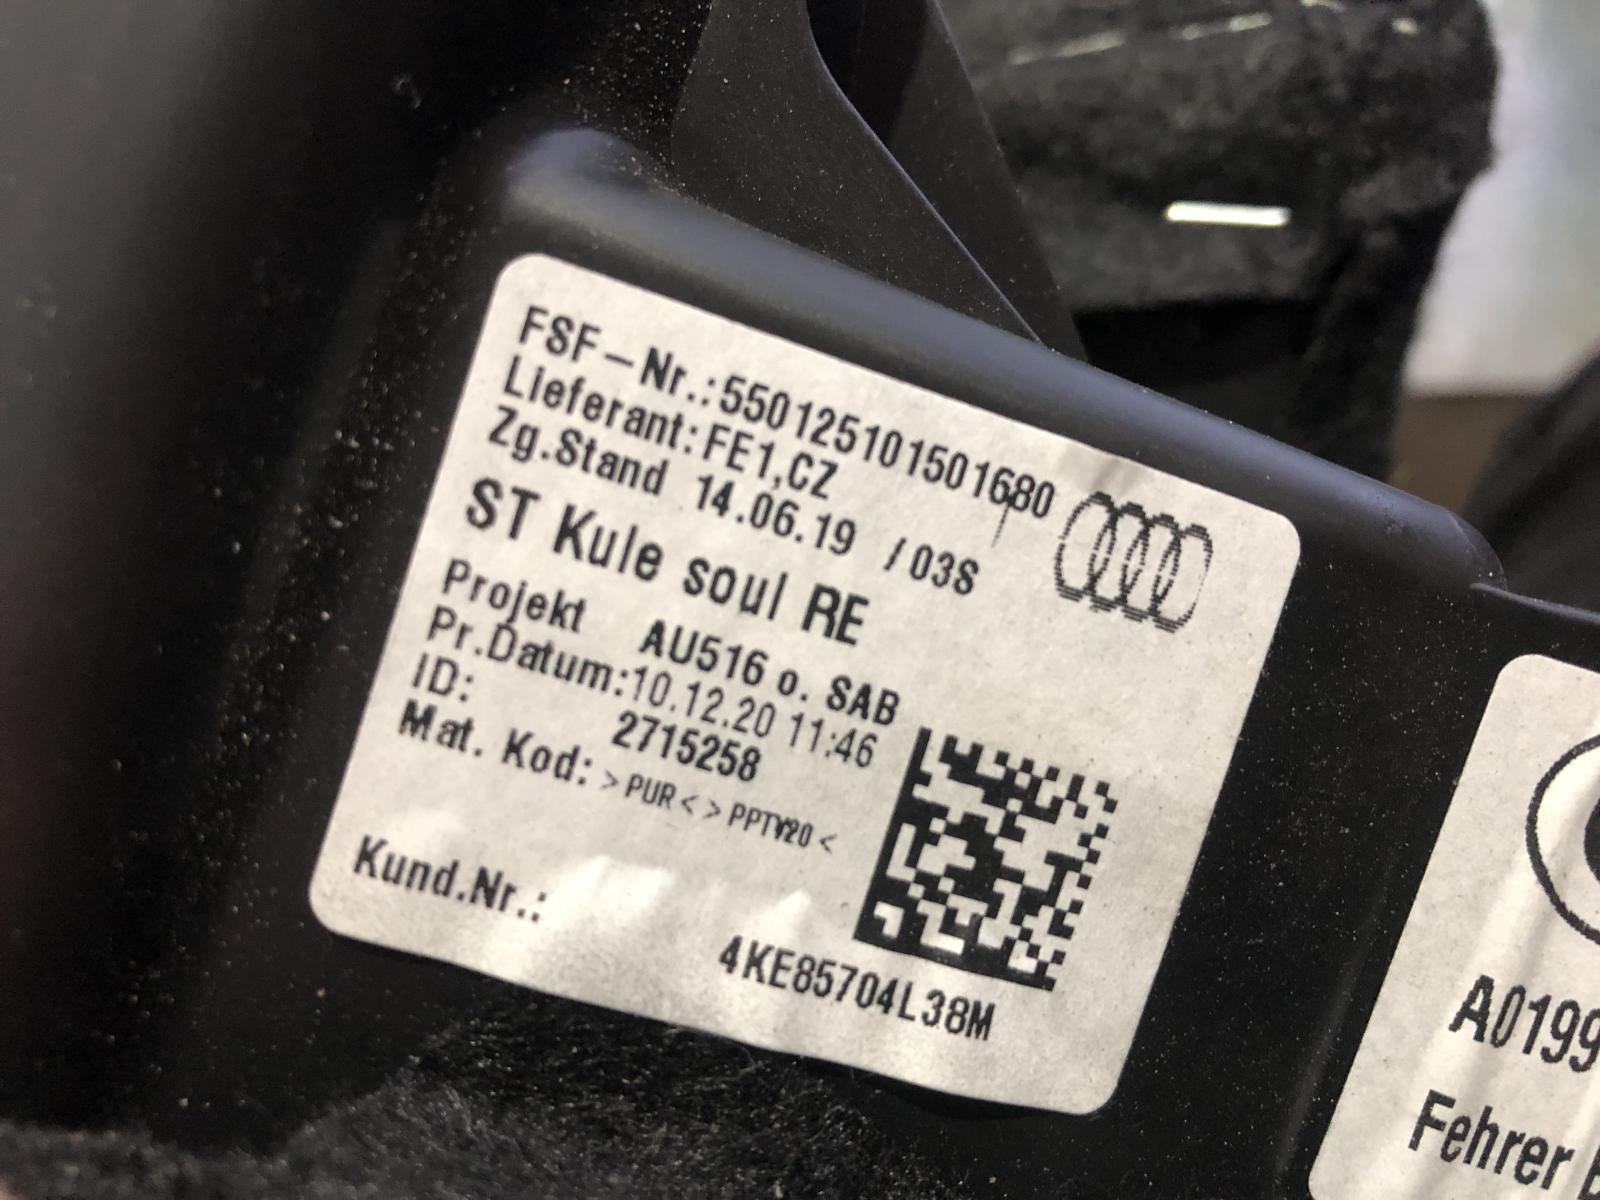 FSF-Nr.:550125101501680
Lieferant:FE1,CZ
Zg.Stand 14.06.19 /03S
ST Kule soul RE
Projekt AU516 o. SAB
Pr.Datum:10.12.20 11:46
ID: 2715258
Mat. Kod: >PUR< >PPTV20<
Kund.Nr.:
4KE85704L38M
A0199
Fehrer